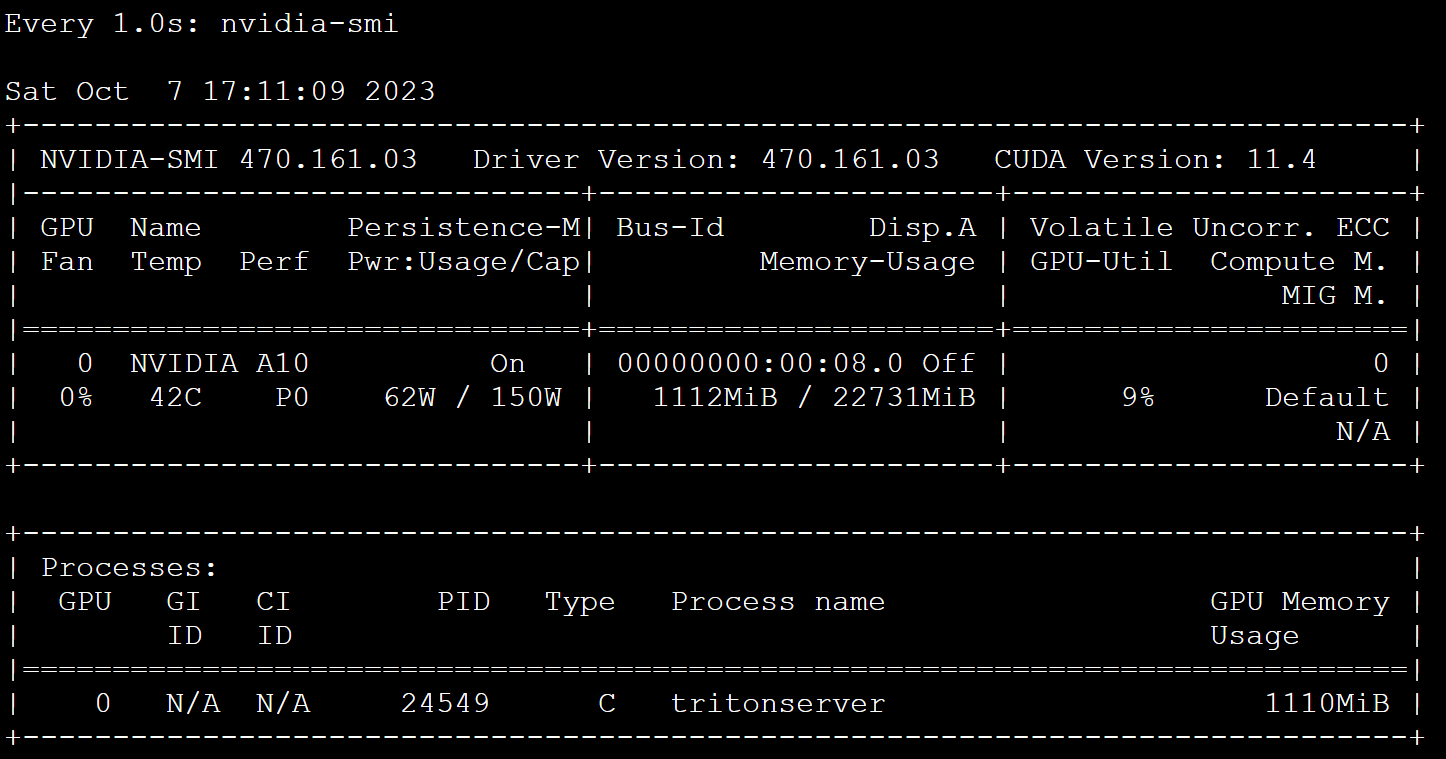 Every 1.0s: nvidia-smi
Sat Oct  7 17:11:09 2023
+-----------------------------------------------------------------------------+
| NVIDIA-SMI 470.161.03   Driver Version: 470.161.03   CUDA Version: 11.4     |
|-------------------------------+----------------------+----------------------+
| GPU  Name        Persistence-M| Bus-Id        Disp.A | Volatile Uncorr. ECC |
| Fan  Temp  Perf  Pwr:Usage/Cap|         Memory-Usage | GPU-Util  Compute M. |
|                               |                      |               MIG M. |
|===============================+======================+======================|
|   0  NVIDIA A10          On   | 00000000:00:08.0 Off |                    0 |
|  0%   42C    P0    62W / 150W |   1112MiB / 22731MiB |      9%      Default |
|                               |                      |                  N/A |
+-------------------------------+----------------------+----------------------+
+-----------------------------------------------------------------------------+
| Processes:                                                                  |
|  GPU   GI   CI        PID   Type   Process name                  GPU Memory |
|        ID   ID                                                   Usage      |
|=============================================================================|
|    0   N/A  N/A     24549      C   tritonserver                     1110MiB |
+-----------------------------------------------------------------------------+